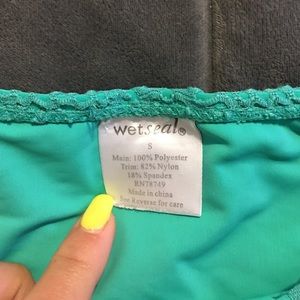 wetseal®
S
Main: 100% Polyester
Trim: 82% Nylon
18% Spandex
RN78749
Made in china
See Reverse for care